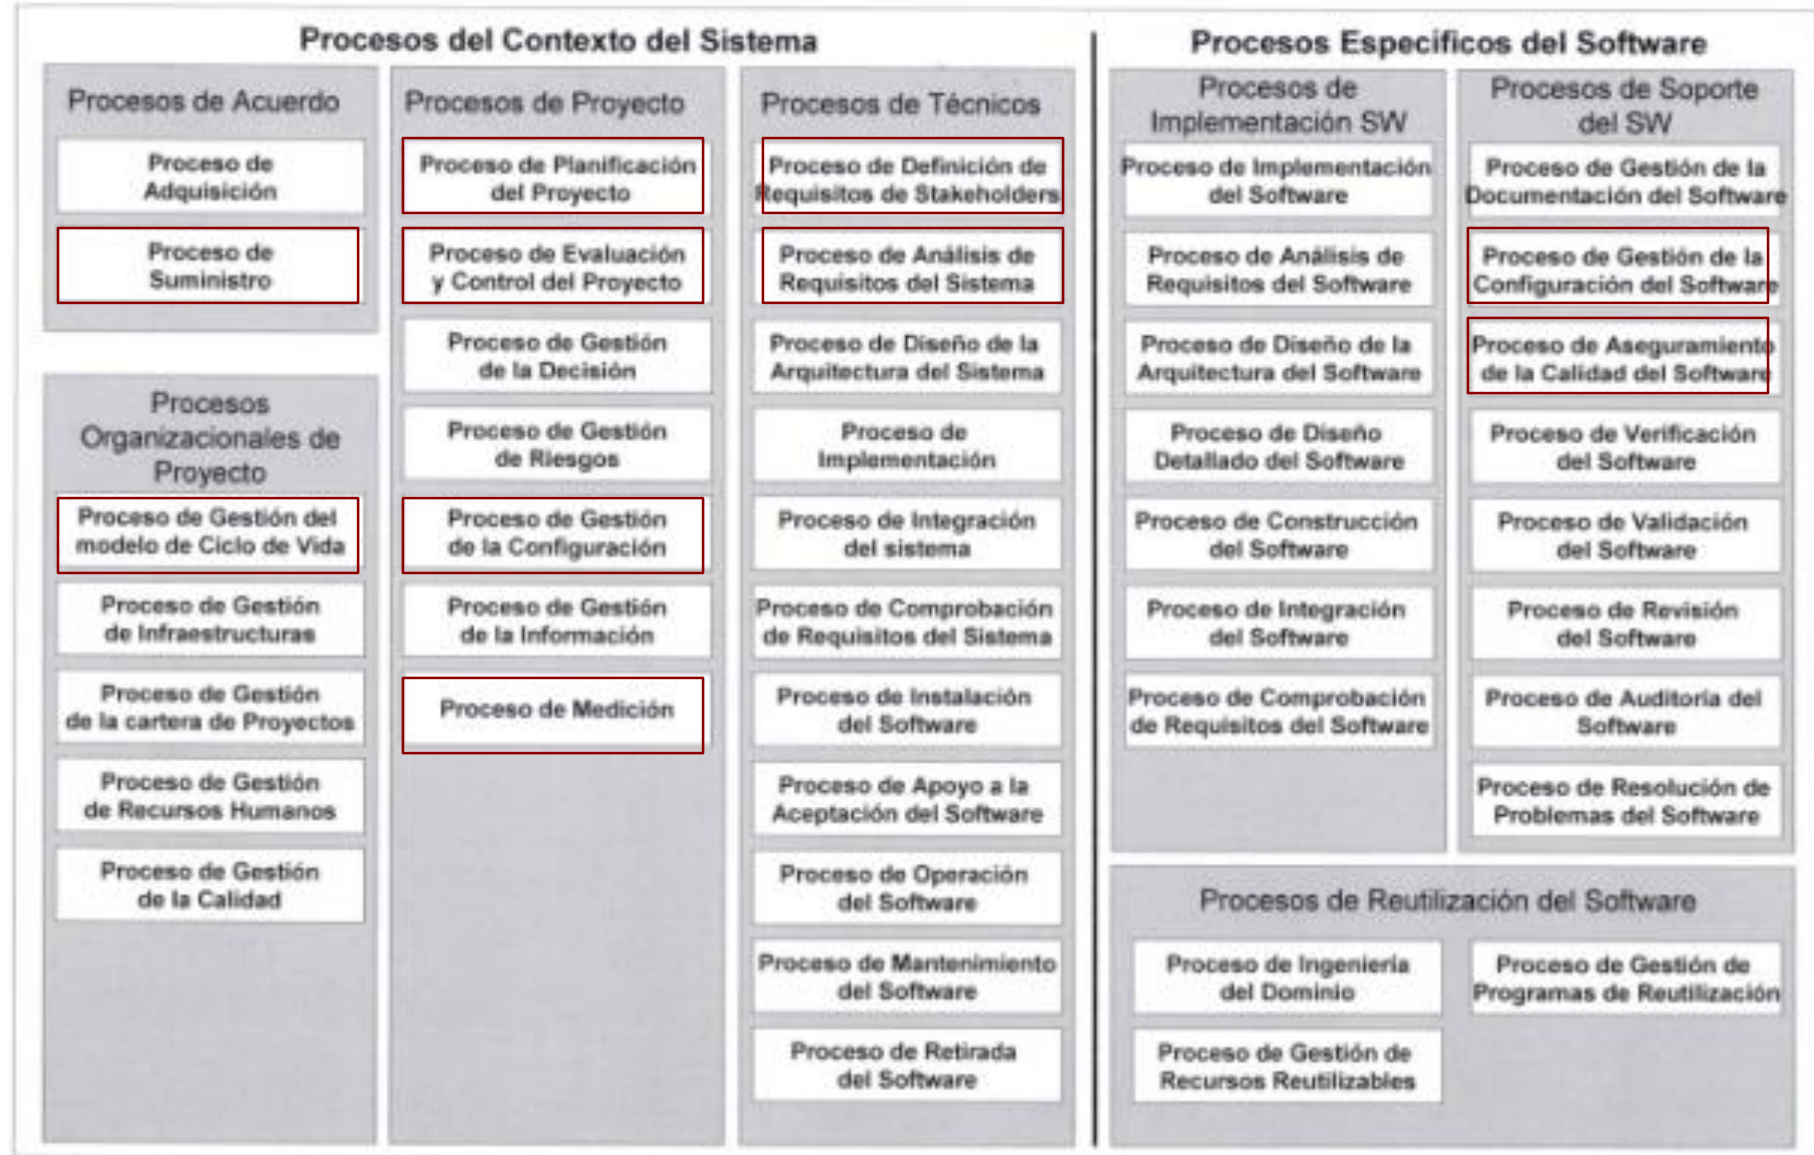 Procesos del Contexto del Sistema
Procesos de Acuerdo
Proceso de
Adquisición
Proceso de
Suministro
Procesos
Organizacionales de
Proyecto
Proceso de Gestión del
modelo de Ciclo de Vida
Proceso de Gestión
de Infraestructuras
Proceso de Gestión
de la cartera de Proyectos
Proceso de Gestión
de Recursos Humanos
Proceso de Gestión
de la Calidad
Procesos de Proyecto
Proceso de Planificación
del Proyecto
Proceso de Evaluación
y Control del Proyecto
Proceso de Gestión
de la Decisión
Proceso de Gestión
de Riesgos
Proceso de Gestión
de la Configuración
Proceso de Gestión
de la Información
Proceso de Medición
Procesos de Técnicos
Proceso de Definición de
Requisitos de Stakeholders
Proceso de Análisis de
Requisitos del Sistema
Proceso de Diseño de la
Arquitectura del Sistema
Proceso de
Implementación
Proceso de Integración
del sistema
Proceso de Comprobación
de Requisitos del Sistema
Proceso de Instalación
del Software
Proceso de Apoyo a la
Aceptación del Software
Proceso de Operación
del Software
Proceso de Mantenimiento
del Software
Proceso de Retirada
del Software
Procesos Especificos del Software
Procesos de
Implementación SW
Proceso de Implementación
del Software
Proceso de Análisis de
Requisitos del Software
Proceso de Diseño de la
Arquitectura del Software
Proceso de Diseño
Detallado del Software
Proceso de Construcción
del Software
Proceso de Integración
del Software
Proceso de Comprobación
de Requisitos del Software
Procesos de Soporte
del SW
Proceso de Gestión de la
Documentación del Software
Proceso de Gestión de la
Configuración del Software
Proceso de Aseguramiento
de la Calidad del Software
Proceso de Verificación
del Software
Proceso de Validación
del Software
Proceso de Revisión
del Software
Proceso de Auditoría del
Software
Proceso de Resolución de
Problemas del Software
Procesos de Reutilización del Software
Proceso de Ingeniería
del Dominio
Proceso de Gestión de
Programas de Reutilización
Proceso de Gestión de
Recursos Reutilizables